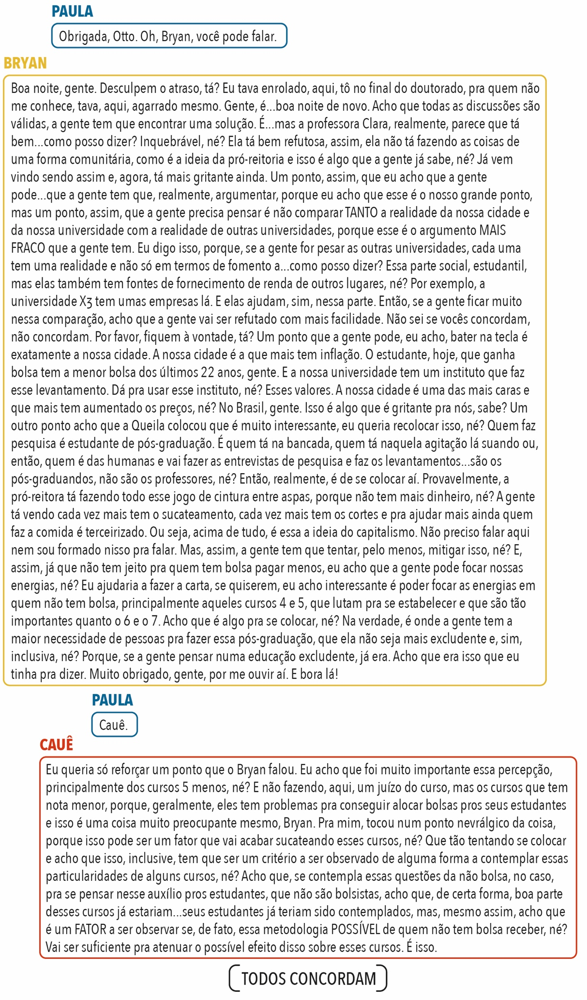 PAULA
Obrigada, Otto. Oh, Bryan, você pode falar.
BRYAN
Boa noite, gente. Desculpem o atraso, tá? Eu tava enrolado, aqui, tô no final do doutorado, pra quem não
me conhece, tava, aqui, agarrado mesmo. Gente, é...boa noite de novo. Acho que todas as discussões são
válidas, a gente tem que encontrar uma solução. É...mas a professora Clara, realmente, parece que tá
bem...como posso dizer? Inquebrável, né? Ela tá bem refutosa, assim, ela não tá fazendo as coisas de
uma forma comunitária, como é a ideia da pró-reitoria e isso é algo que a gente já sabe, né? Já vem
vindo sendo assim e, agora, tá mais gritante ainda. Um ponto, assim, que eu acho que a gente
pode...que a gente tem que, realmente, argumentar, porque eu acho que esse é o nosso grande ponto,
mas um ponto, assim, que a gente precisa pensar é não comparar TANTO a realidade da nossa cidade e
da nossa universidade com a realidade de outras universidades, porque esse é o argumento MAIS
FRACO que a gente tem. Eu digo isso, porque, se a gente for pesar as outras universidades, cada uma
tem uma realidade e não só em termos de fomento a...como posso dizer? Essa parte social, estudantil,
mas elas também tem fontes de fornecimento de renda de outros lugares, né? Por exemplo, a
universidade X3 tem umas empresas lá. E elas ajudam, sim, nessa parte. Então, se a gente ficar muito
nessa comparação, acho que a gente vai ser refutado com mais facilidade. Não sei se vocês concordam,
não concordam. Por favor, fiquem à vontade, tá? Um ponto que a gente pode, eu acho, bater na tecla é
exatamente a nossa cidade. A nossa cidade é a que mais tem inflação. O estudante, hoje, que ganha
bolsa tem a menor bolsa dos últimos 22 anos, gente. E a nossa universidade tem um instituto que faz
esse levantamento. Dá pra usar esse instituto, né? Esses valores. A nossa cidade é uma das mais caras e
que mais tem aumentado os preços, né? No Brasil, gente. Isso é algo que é gritante pra nós, sabe? Um
outro ponto acho que a Queila colocou que é muito interessante, eu queria recolocar isso, né? Quem faz
pesquisa é estudante de pós-graduação. É quem tá na bancada, quem tá naquela agitação lá suando ou,
então, quem é das humanas e vai fazer as entrevistas de pesquisa e faz os levantamentos...são os
pós-graduandos, não são os professores, né? Então, realmente, é de se colocar aí. Provavelmente, a
pró-reitora tá fazendo todo esse jogo de cintura entre aspas, porque não tem mais dinheiro, né? A gente
tá vendo cada vez mais tem o sucateamento, cada vez mais tem os cortes e pra ajudar mais ainda quem
faz a comida é terceirizado. Ou seja, acima de tudo, é essa a ideia do capitalismo. Não preciso falar aqui
nem sou formado nisso pra falar. Mas, assim, a gente tem que tentar, pelo menos, mitigar isso, né? E,
assim, já que não tem jeito pra quem tem bolsa pagar menos, eu acho que a gente pode focar nossas
energias, né? Eu ajudaria a fazer a carta, se quiserem, eu acho interessante é poder focar as energias em
quem não tem bolsa, principalmente aqueles cursos 4 e 5, que lutam pra se estabelecer e que são tão
importantes quanto o 6 e o 7. Acho que é algo pra se colocar, né? Na verdade, é onde a gente tem a
maior necessidade de pessoas pra fazer essa pós-graduação, que ela não seja mais excludente e, sim,
inclusiva, né? Porque, se a gente pensar numa educação excludente, já era. Acho que era isso que eu
tinha pra dizer. Muito obrigado, gente, por me ouvir aí. E bora lá!
PAULA
Cauê.
CAUÊ
Eu queria só reforçar um ponto que o Bryan falou. Eu acho que foi muito importante essa percepção,
principalmente dos cursos 5 menos, né? E não fazendo, aqui, um juízo do curso, mas os cursos que tem
nota menor, porque, geralmente, eles tem problemas pra conseguir alocar bolsas pros seus estudantes
e isso é uma coisa muito preocupante mesmo, Bryan. Pra mim, tocou num ponto nevrálgico da coisa,
porque isso pode ser um fator que vai acabar sucateando esses cursos, né? Que tão tentando se colocar
e acho que isso, inclusive, tem que ser um critério a ser observado de alguma forma a contemplar essas
particularidades de alguns cursos, né? Acho que, se contempla essas questões da não bolsa, no caso,
pra se pensar nesse auxílio pros estudantes, que não são bolsistas, acho que, de certa forma, boa parte
desses cursos já estariam...seus estudantes já teriam sido contemplados, mas, mesmo assim, acho que
é um FATOR a ser observar se, de fato, essa metodologia POSSÍVEL de quem não tem bolsa receber, né?
Vai ser suficiente pra atenuar o possível efeito disso sobre esses cursos. É isso.
[TODOS CONCORDAM]